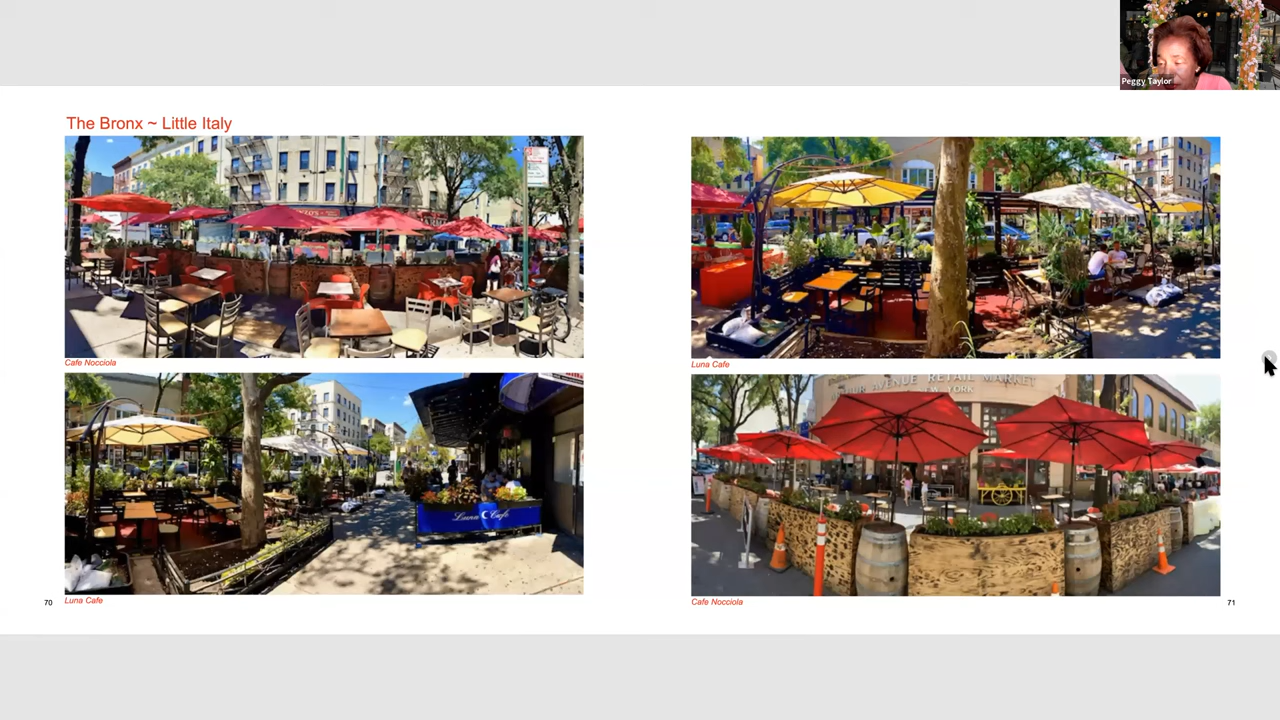 Peggy Taylor
The Bronx ~ Little Italy
Cafe Nocciola
Luna Cafe
70
Luna Cafe
Luna Cafe
AVENUE RETAIL MARKET
NEW YORK
Cafe Nocciola
71